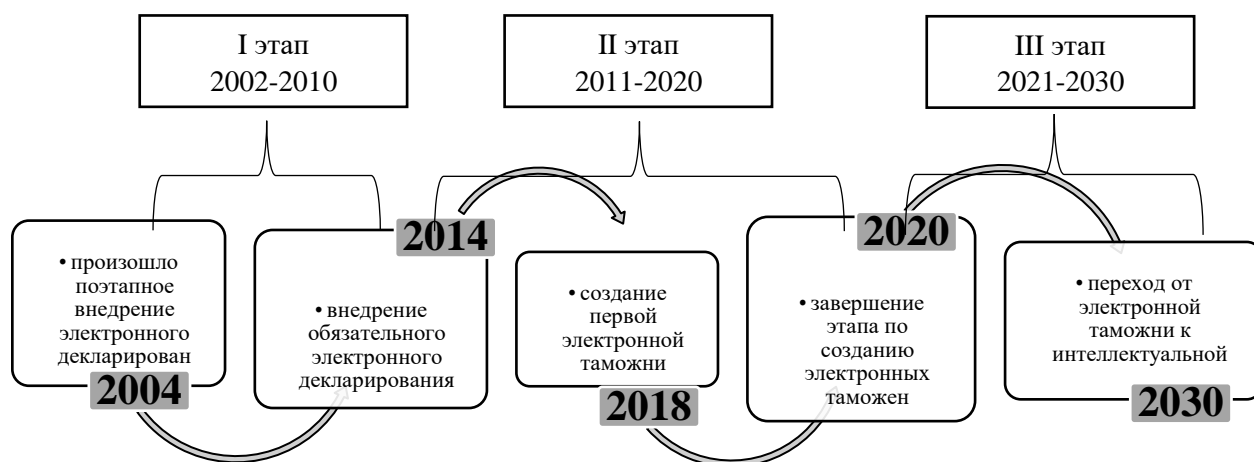 I этап
2002-2010
II этап
2011-2020
III этап
2021-2030
• произошло
поэтапное
внедрение
электронного
декларирован
2004
2014
• внедрение
обязательного
электронного
декларирования
• создание
первой
электронной
таможни
2018
2020
• завершение
этапа по
созданию
электронных
таможен
• переход от
электронной
таможни к
интеллектуальной
2030